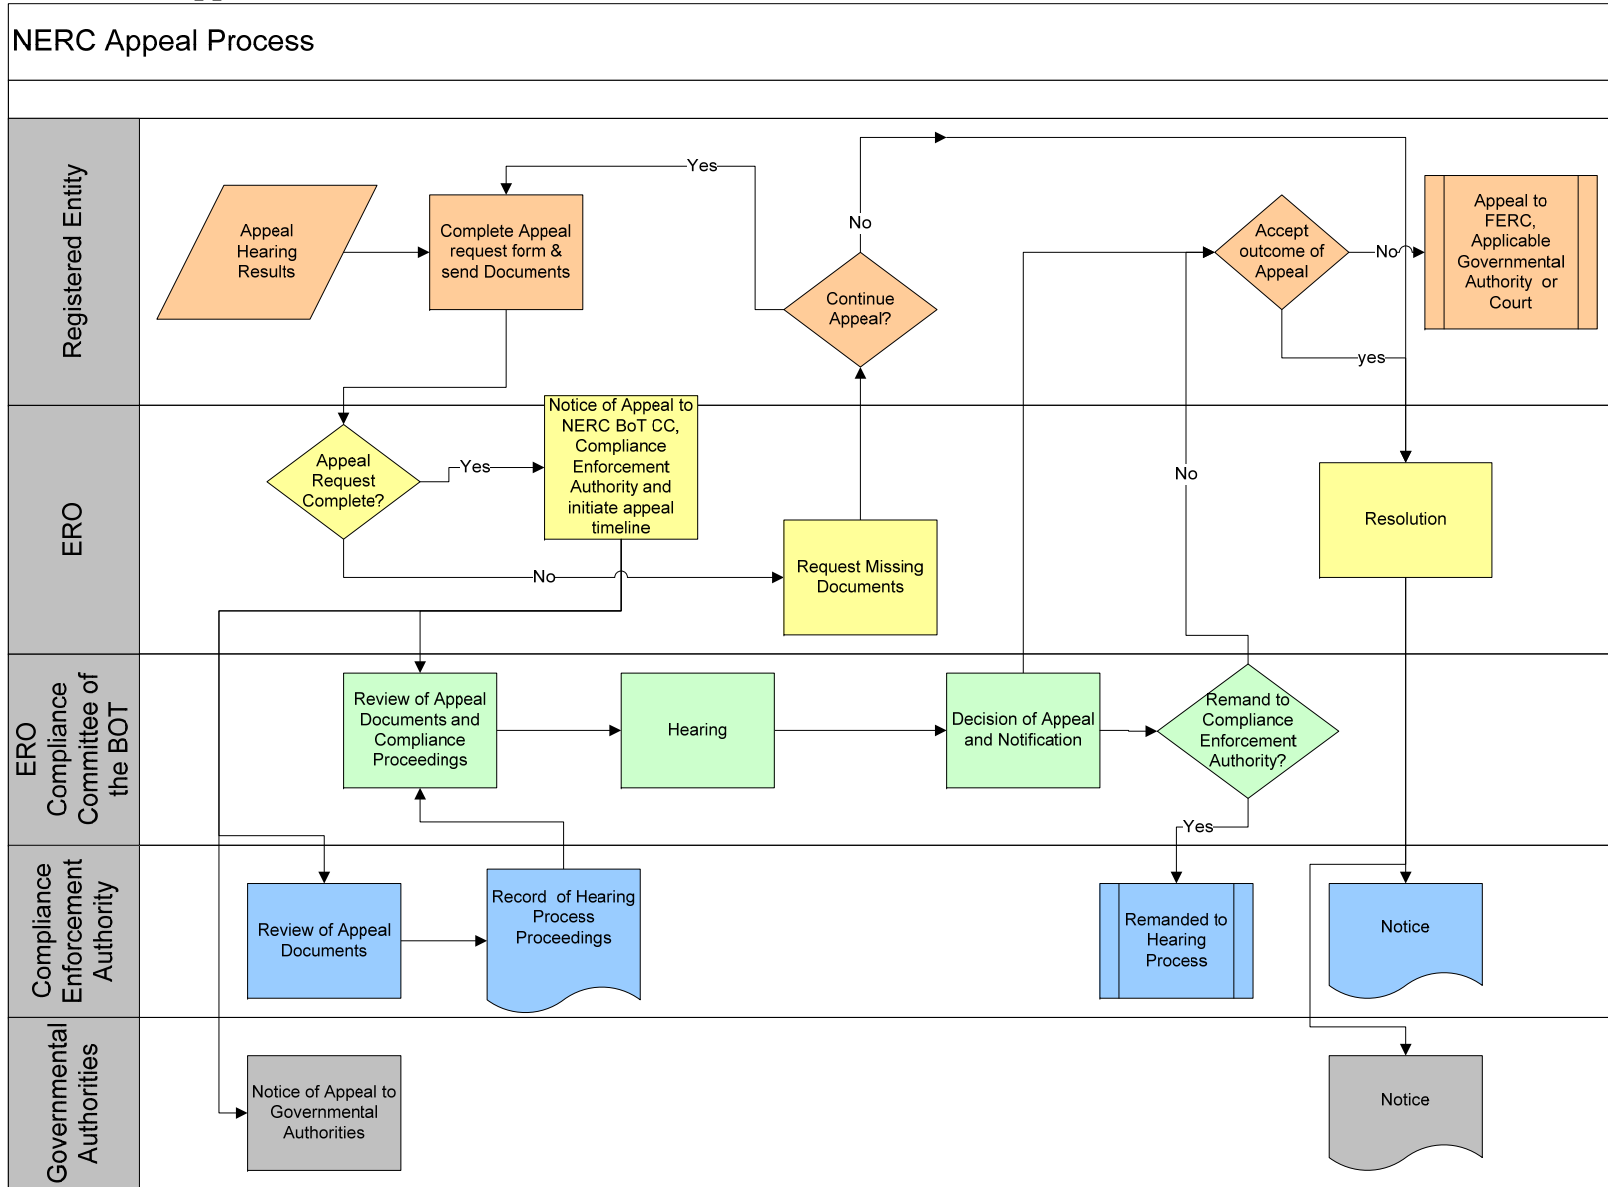 NERC Appeal Process
Registered Entity
Appeal
Hearing
Results
Complete Appeal
request form &
send Documents
Yes
No
Continue
Appeal?
Accept
outcome of
Appeal
No
yes
Appeal to
FERC,
Applicable
Governmental
Authority or
Court
ERO
Appeal
Request
Complete?
Yes
No
Notice of Appeal to
NERC BoT CC,
Compliance
Enforcement
Authority and
initiate appeal
timeline
Request Missing
Documents
No
Resolution
ERO
Compliance
Committee of
the BOT
Review of Appeal
Documents and
Compliance
Proceedings
Hearing
Decision of Appeal
and Notification
Remand to
Compliance
Enforcement
Authority?
Yes
Compliance
Enforcement
Authority
Review of Appeal
Documents
Record of Hearing
Process
Proceedings
Remanded to
Hearing
Process
Notice
Governmental
Authorities
Notice of Appeal to
Governmental
Authorities
Notice